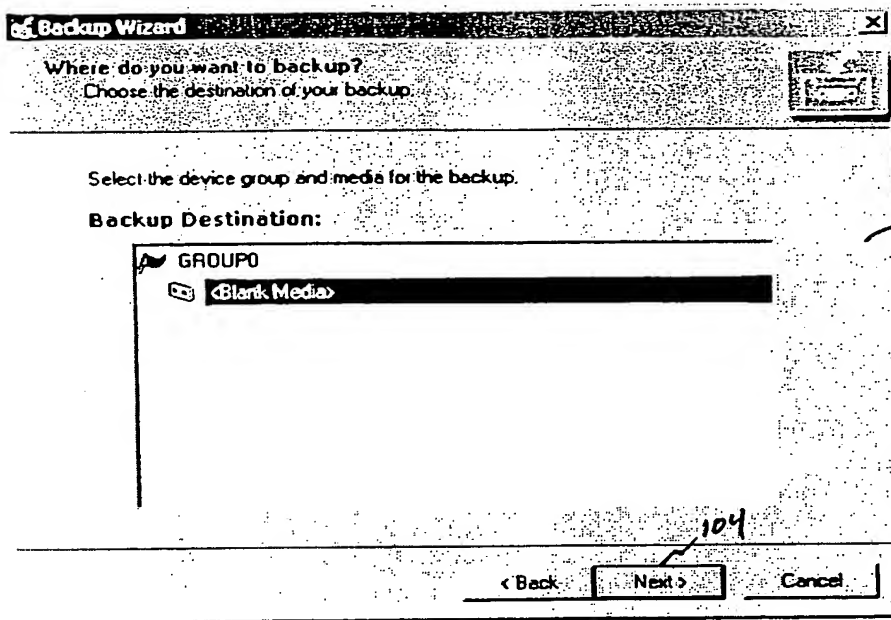 Backup Wizard
Where do you want to backup?
Choose the destination of your backup.
Select the device group and media for the backup.
Backup Destination:
GROUP0
<Blank Media>
104
< Back
Next >
Cancel